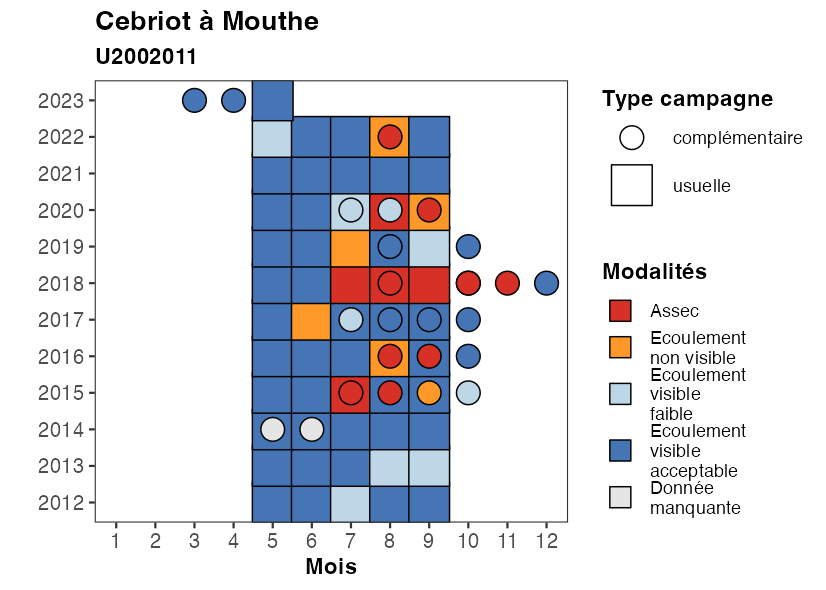 Cebriot à Mouthe
U2002011
2023
2022
2021
2020
2019
2018
2017
2016
2015
2014
2013
2012
1 2 3 4 5 6 7 8 9 10 11 12
Mois
Type campagne
complémentaire
usuelle
Modalités
Assec
Ecoulement
non visible
Ecoulement
visible
faible
Ecoulement
visible
acceptable
Donnée
manquante